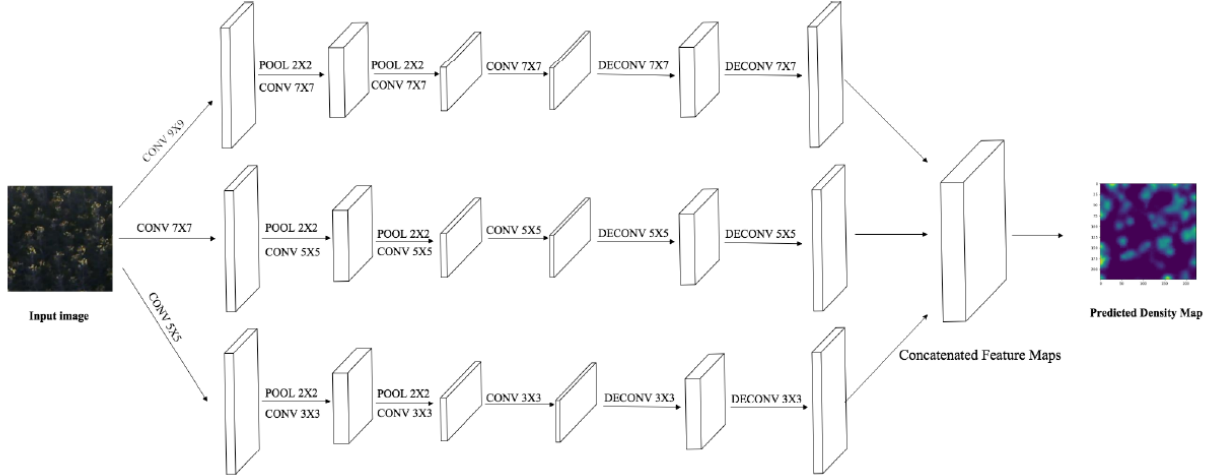 POOL 2X2 POOL 2X2 CONV 7X7 DECONV 7X7 DECONV 7X7
CONV 7X7 CONV 7X7
CONV 9X9
CONV 7X7 POOL 2X2 POOL 2X2 CONV 5X5 DECONV 5X5 DECONV 5X5
CONV 5X5 CONV 5X5
Input image
Predicted Density Map
CONV 5X5
Concatenated Feature Maps
POOL 2X2 POOL 2X2 CONV 3X3 DECONV 3X3 DECONV 3X3
CONV 3X3 CONV 3X3